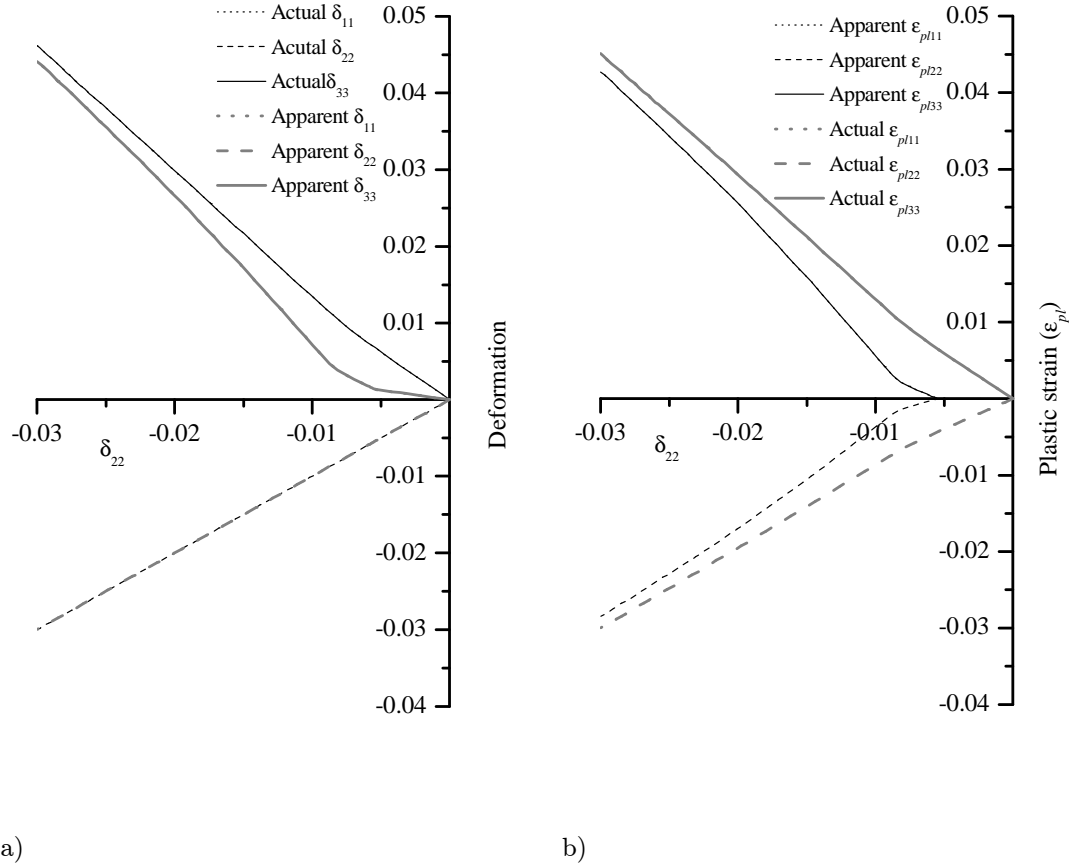 Actual δ11
Acutal δ22
Actualδ33
Apparent δ11
Apparent δ22
Apparent δ33
0.05
0.04
0.03
0.02
0.01
-0.03
-0.02
-0.01
δ22
-0.01
-0.02
-0.03
-0.04
Deformation
a)
Apparent εpl11
Apparent εpl22
Apparent εpl33
Actual εpl11
Actual εpl22
Actual εpl33
0.05
0.04
0.03
0.02
0.01
-0.03
-0.02
-0.01
δ22
-0.01
-0.02
-0.03
-0.04
Plastic strain (εpl)
b)